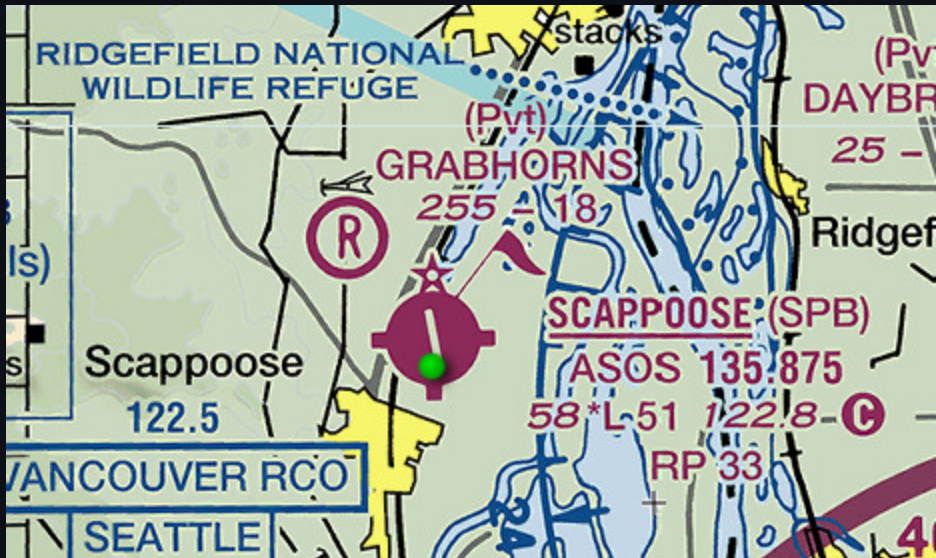 stacks
RIDGEFIELD NATIONAL
WILDLIFE REFUGE
(Pvt)
GRABHORNS
255 - 18
(Pv
DAYBR
25 -
R
Ridgef
ls)
s
SCAPPOOSE (SPB)
ASOS 135.875
58 *L 51 122.8 C
RP 33
Scappoose
122.5
VANCOUVER RCO
SEATTLE